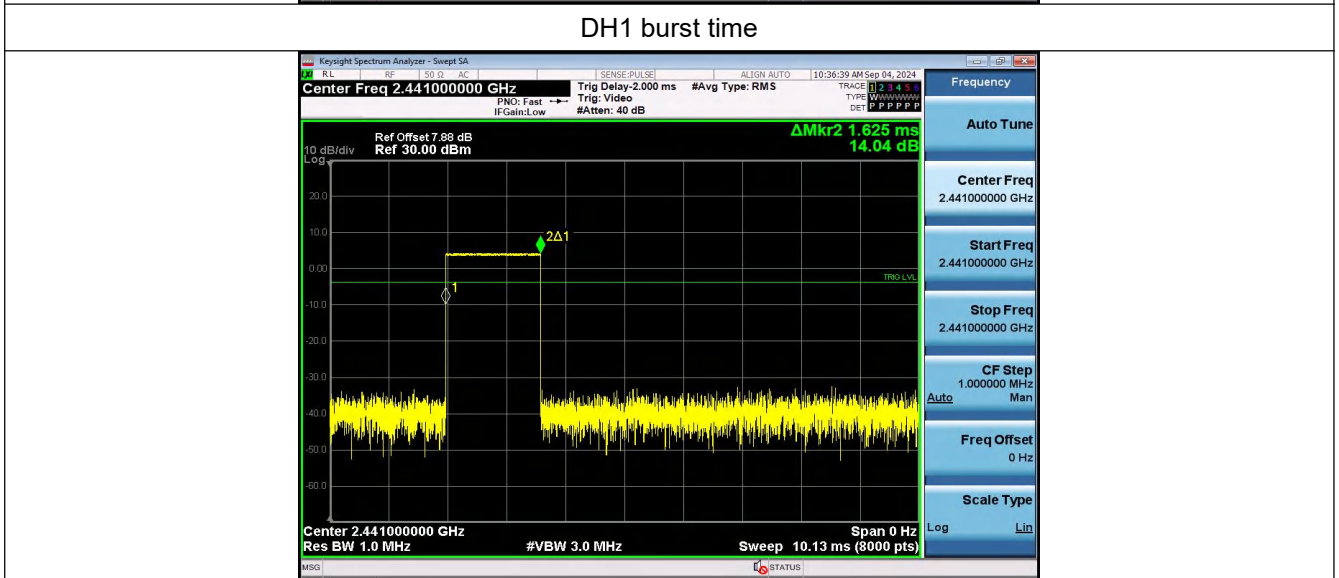 DH1 burst time
Keysight Spectrum Analyzer - Swept SA
LXI RL RF 50 Ω AC SENSE:PULSE ALIGN AUTO 10:36:39 AM Sep 04, 2024
Center Freq 2.441000000 GHz
PNO: Fast
IFGain:Low
Trig Delay-2.000 ms
Trig: Video
#Atten: 40 dB
#Avg Type: RMS
TRACE 1 2 3 4 5 6
TYPE WWWWWW
DET P P P P P P
ΔMkr2 1.625 ms
14.04 dB
Ref Offset 7.88 dB
10 dB/div Ref 30.00 dBm
Log
20.0
10.0
0.00
-10.0
-20.0
-30.0
-40.0
-50.0
-60.0
2Δ1
TRIG LVL
1
Center 2.441000000 GHz Span 0 Hz
Res BW 1.0 MHz #VBW 3.0 MHz Sweep 10.13 ms (8000 pts)
MSG STATUS
Frequency
Auto Tune
Center Freq
2.441000000 GHz
Start Freq
2.441000000 GHz
Stop Freq
2.441000000 GHz
CF Step
1.000000 MHz
Auto Man
Freq Offset
0 Hz
Scale Type
Log Lin